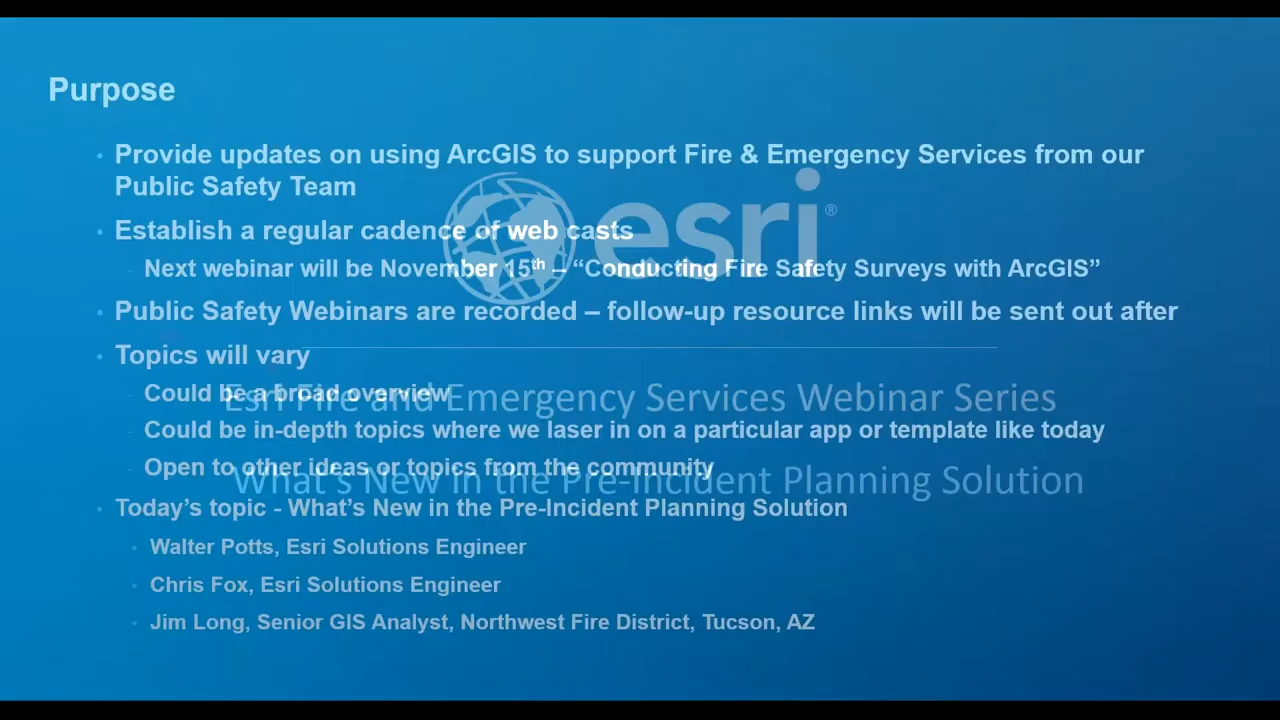 Purpose
• Provide updates on using ArcGIS to support Fire & Emergency Services from our
Public Safety Team
• Establish a regular cadence of web casts
- Next webinar will be November 15th – “Conducting Fire Safety Surveys with ArcGIS”
• Public Safety Webinars are recorded – follow-up resource links will be sent out after
• Topics will vary
- Could be a broad overview
- Could be in-depth topics where we laser in on a particular app or template like today
- Open to other ideas or topics from the community
• Today’s topic - What’s New in the Pre-Incident Planning Solution
• Walter Potts, Esri Solutions Engineer
• Chris Fox, Esri Solutions Engineer
• Jim Long, Senior GIS Analyst, Northwest Fire District, Tucson, AZ
esri®
Esri Fire and Emergency Services Webinar Series
What’s New in the Pre-Incident Planning Solution